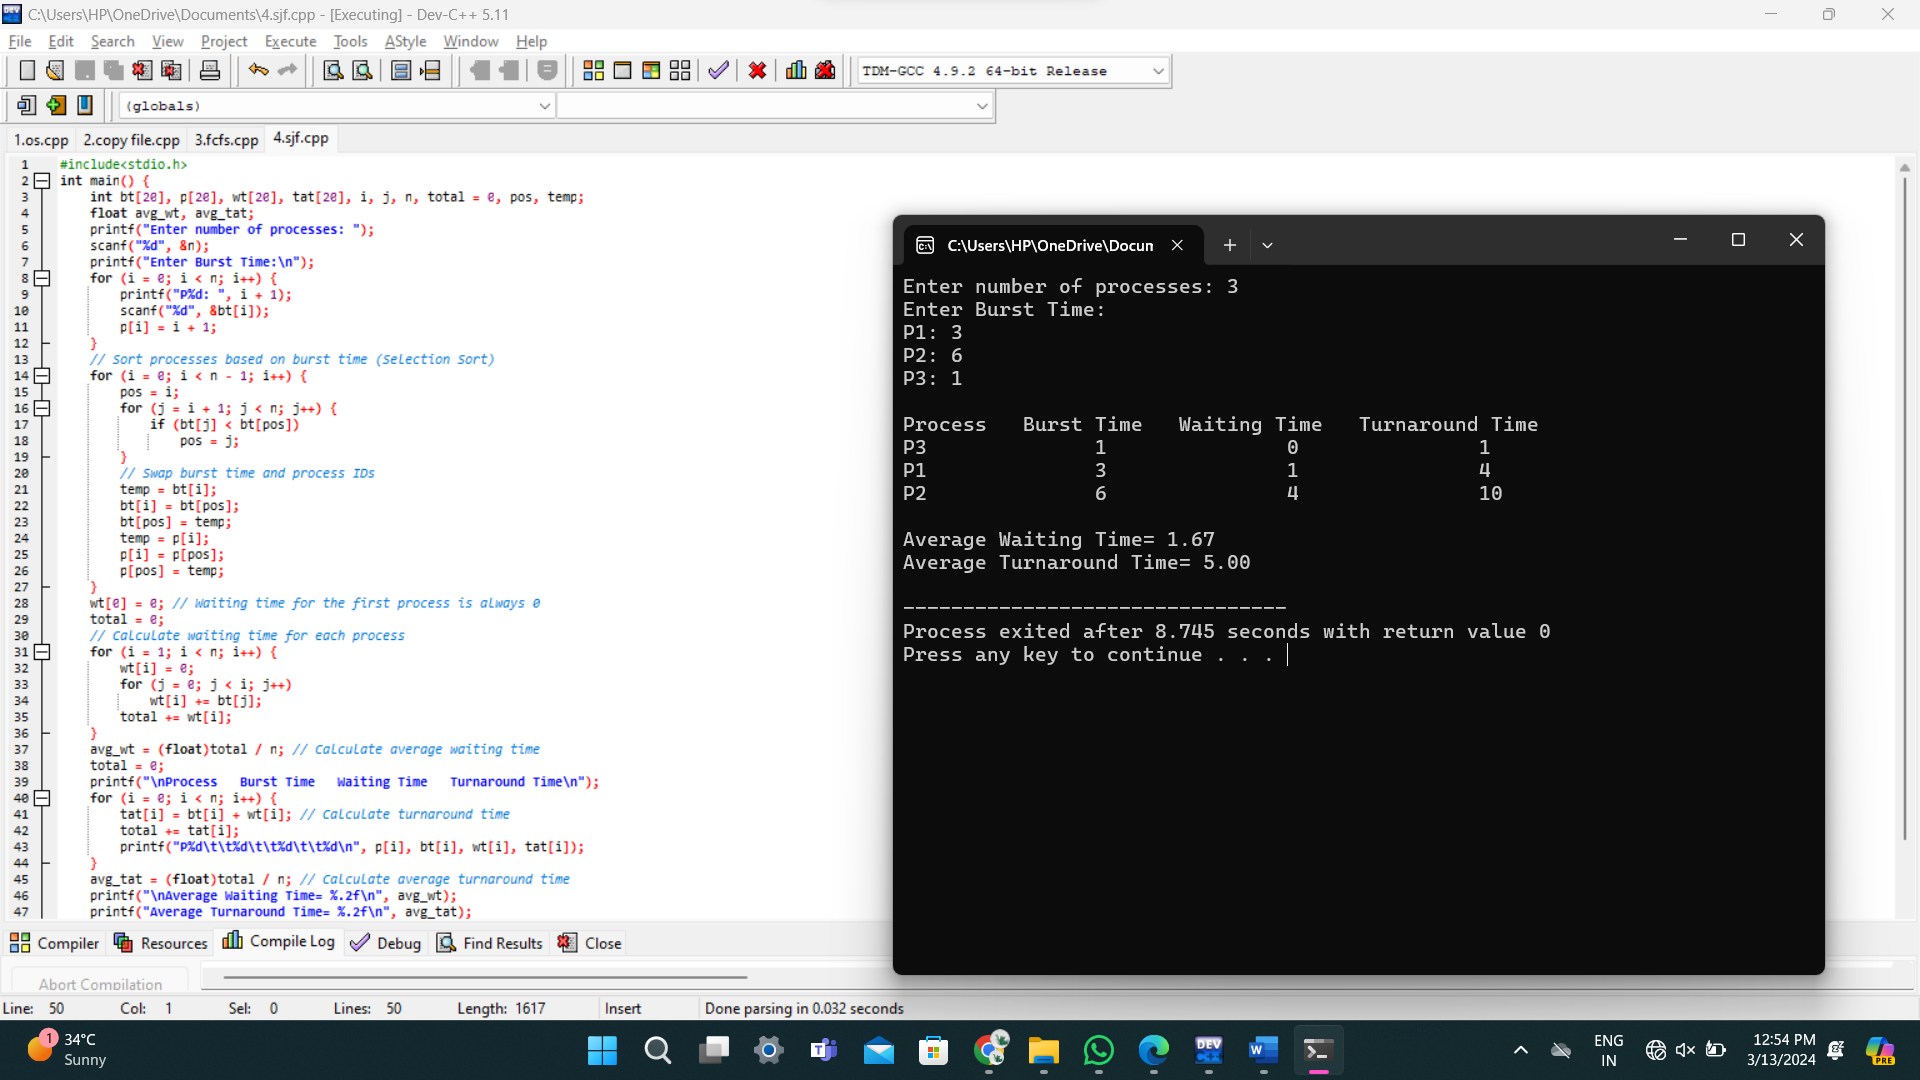 C:\Users\HP\OneDrive\Documents\4.sjf.cpp - [Executing] - Dev-C++ 5.11
File Edit Search View Project Execute Tools AStyle Window Help
TDM-GCC 4.9.2 64-bit Release
(globals)
1.os.cpp 2.copy file.cpp 3.fcfs.cpp 4.sjf.cpp
1 #include<stdio.h>
2 int main() {
3 int bt[20], p[20], wt[20], tat[20], i, j, n, total = 0, pos, temp;
4 float avg_wt, avg_tat;
5 printf("Enter number of processes: ");
6 scanf("%d", &n);
7 printf("Enter Burst Time:\n");
8 for (i = 0; i < n; i++) {
9 printf("P%d: ", i + 1);
10 scanf("%d", &bt[i]);
11 p[i] = i + 1;
12 }
13 // Sort processes based on burst time (Selection Sort)
14 for (i = 0; i < n - 1; i++) {
15 pos = i;
16 for (j = i + 1; j < n; j++) {
17 if (bt[j] < bt[pos])
18 pos = j;
19 }
20 // Swap burst time and process IDs
21 temp = bt[i];
22 bt[i] = bt[pos];
23 bt[pos] = temp;
24 temp = p[i];
25 p[i] = p[pos];
26 p[pos] = temp;
27 }
28 wt[0] = 0; // Waiting time for the first process is always 0
29 total = 0;
30 // Calculate waiting time for each process
31 for (i = 1; i < n; i++) {
32 wt[i] = 0;
33 for (j = 0; j < i; j++)
34 wt[i] += bt[j];
35 total += wt[i];
36 }
37 avg_wt = (float)total / n; // Calculate average waiting time
38 total = 0;
39 printf("\nProcess   Burst Time   Waiting Time   Turnaround Time\n");
40 for (i = 0; i < n; i++) {
41 tat[i] = bt[i] + wt[i]; // Calculate turnaround time
42 total += tat[i];
43 printf("P%d\t\t%d\t\t%d\t\t%d\n", p[i], bt[i], wt[i], tat[i]);
44 }
45 avg_tat = (float)total / n; // Calculate average turnaround time
46 printf("\nAverage Waiting Time= %.2f\n", avg_wt);
47 printf("Average Turnaround Time= %.2f\n", avg_tat);
C:\Users\HP\OneDrive\Docun
Enter number of processes: 3
Enter Burst Time:
P1: 3
P2: 6
P3: 1
Process   Burst Time   Waiting Time   Turnaround Time
P3 1 0 1
P1 3 1 4
P2 6 4 10
Average Waiting Time= 1.67
Average Turnaround Time= 5.00
--------------------------------
Process exited after 8.745 seconds with return value 0
Press any key to continue . . .
Compiler Resources Compile Log Debug Find Results Close
Abort Compilation
Line: 50 Col: 1 Sel: 0 Lines: 50 Length: 1617 Insert Done parsing in 0.032 seconds
1
34°C
Sunny
DEV
ENG
IN
12:54 PM
3/13/2024
PRE